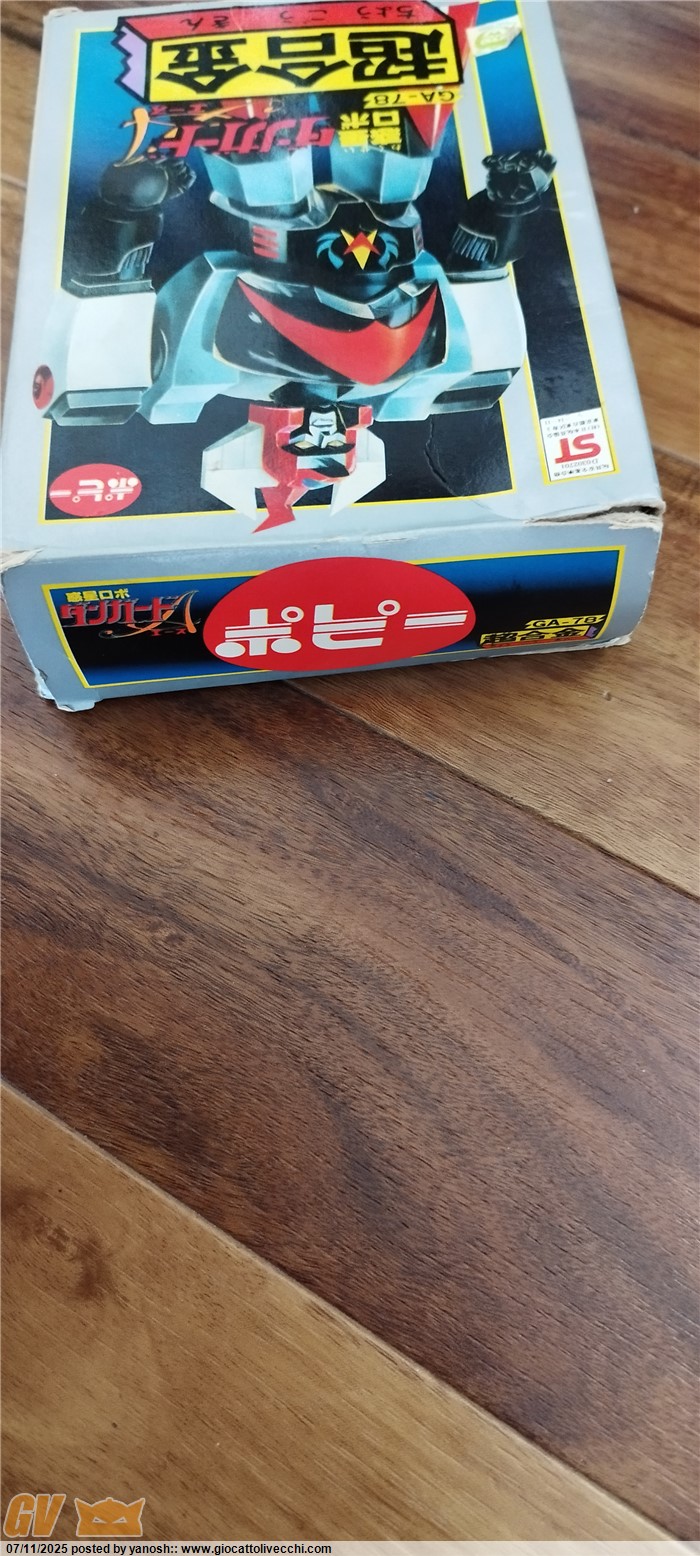 ちょう ごう きん
超合金
GA-78
惑星
ロボ
ダンガードA
エース
ST
ポピー
惑星ロボ
ダンガードA
エース
ポピー
GA-78
超合金
GV
07/11/2025 posted by yanosh:: www.giocattolivecchi.com